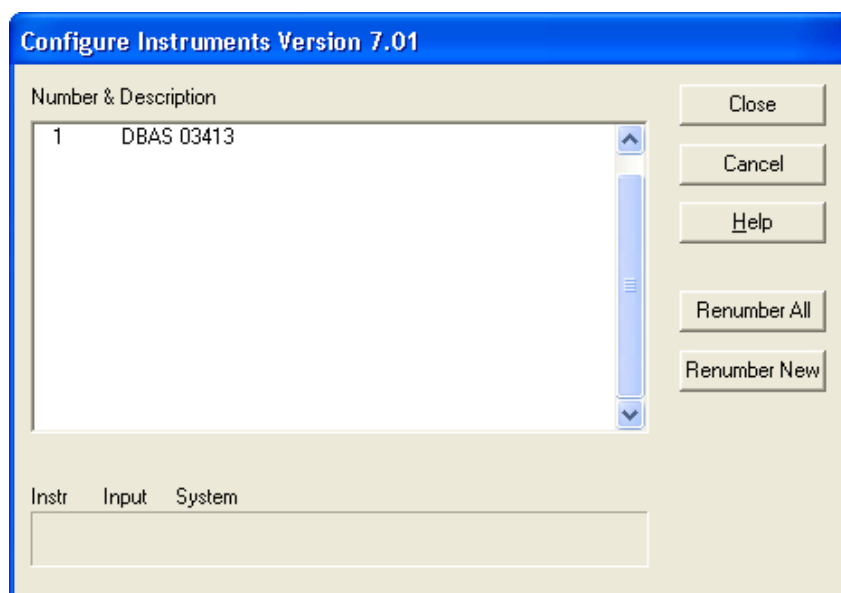 Configure Instruments Version 7.01
Number & Description
Close
1 DBAS 03413
Cancel
Help
Renumber All
Renumber New
Instr Input System